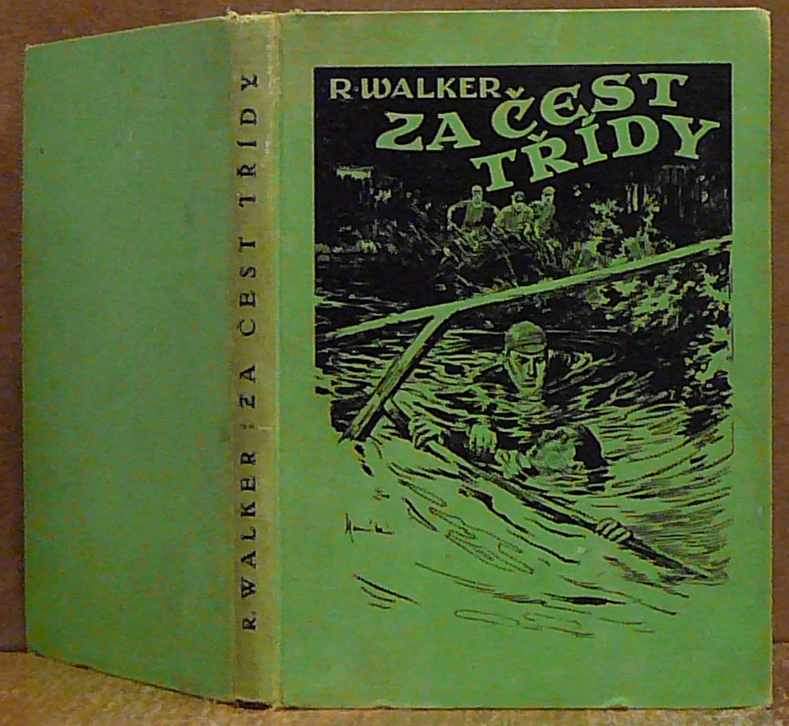 R. WALKER : ZA ČEST TŘÍDY
R. WALKER
ZA ČEST
TŘÍDY